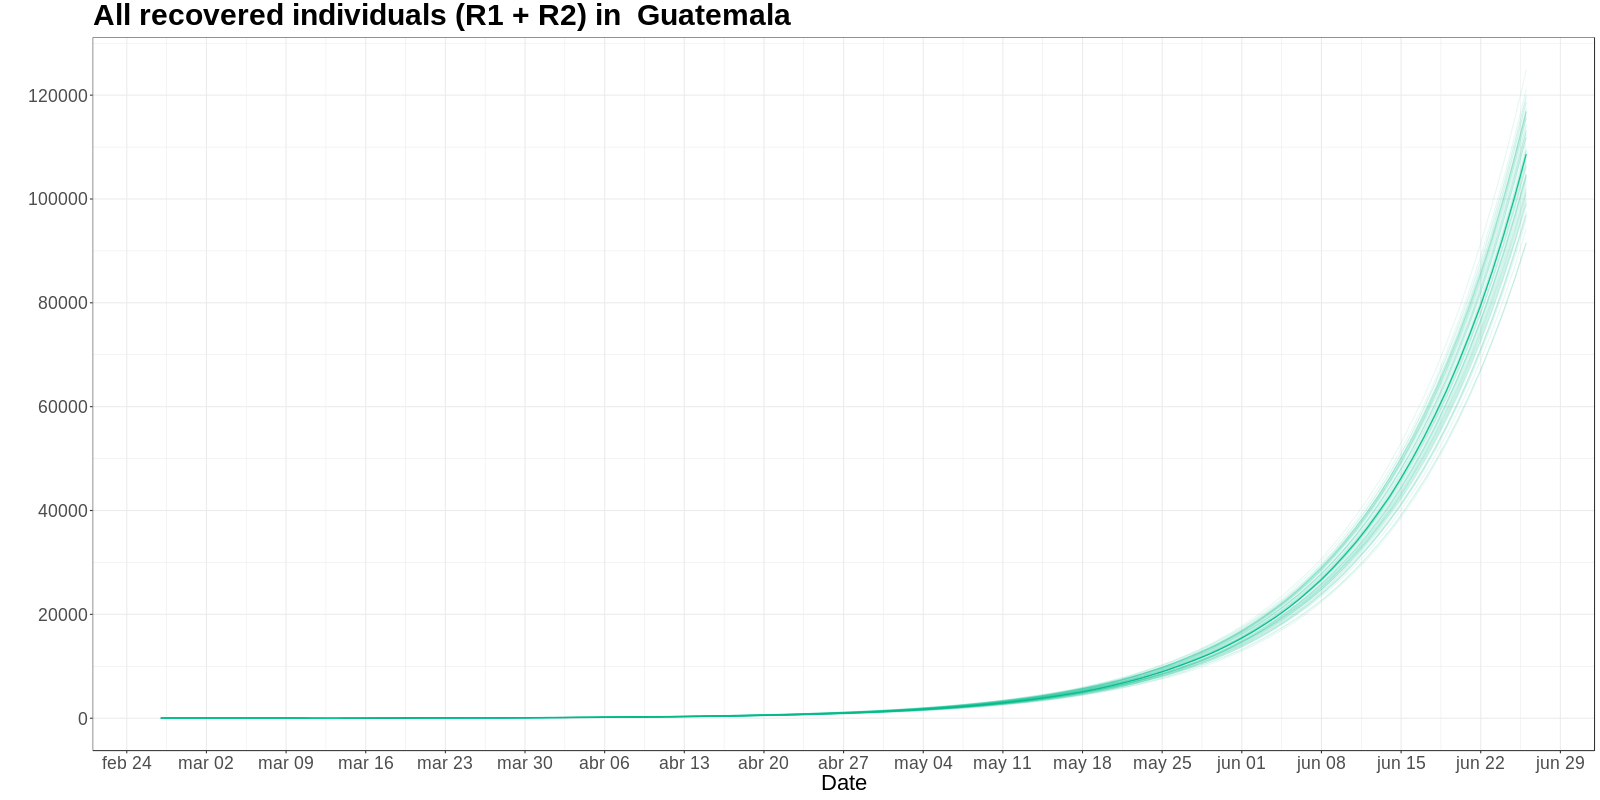 All recovered individuals (R1 + R2) in  Guatemala
120000
100000
80000
60000
40000
20000
0
feb 24 mar 02 mar 09 mar 16 mar 23 mar 30 abr 06 abr 13 abr 20 abr 27 may 04 may 11 may 18 may 25 jun 01 jun 08 jun 15 jun 22 jun 29
Date